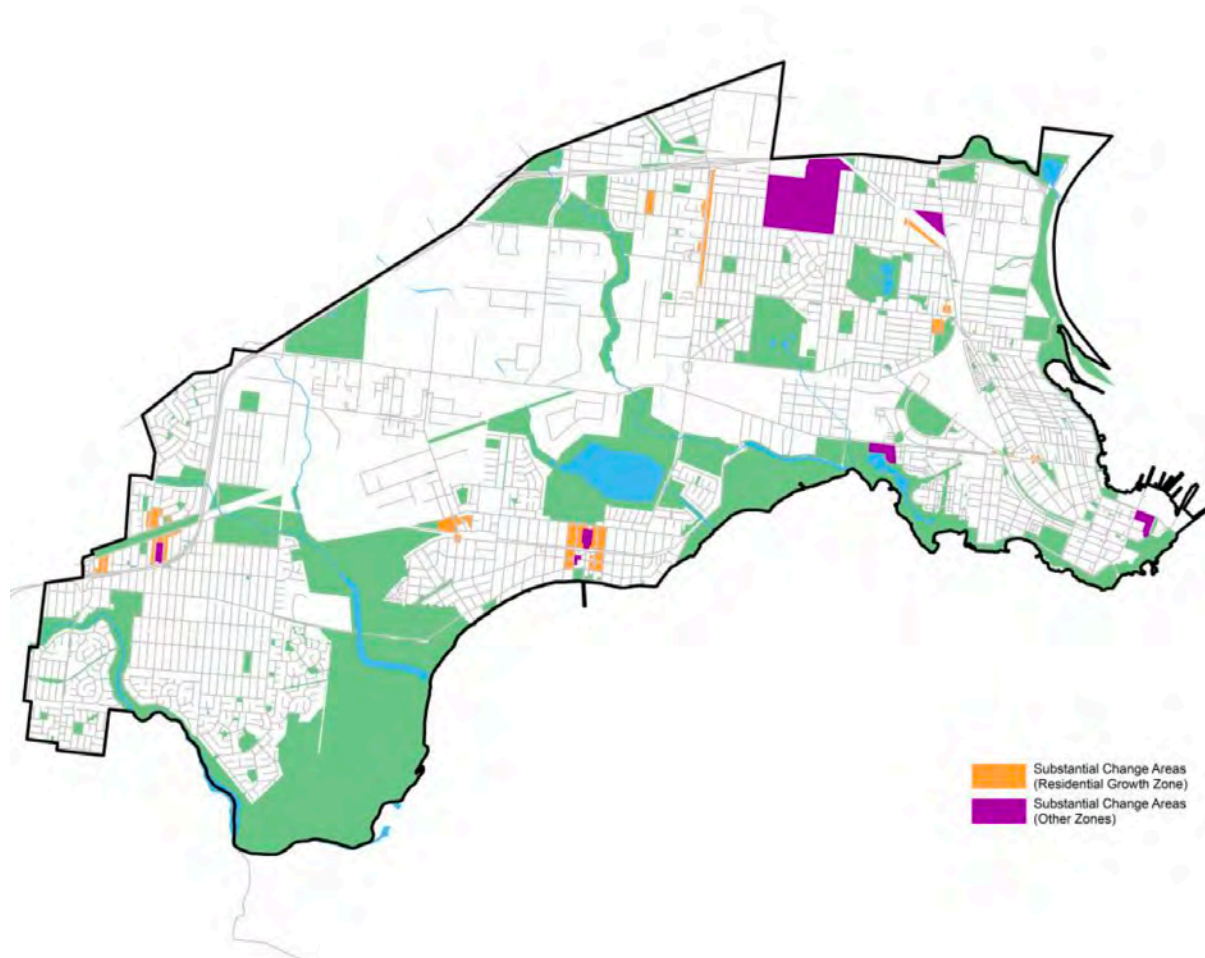 Substantial Change Areas
(Residential Growth Zone)
Substantial Change Areas
(Other Zones)